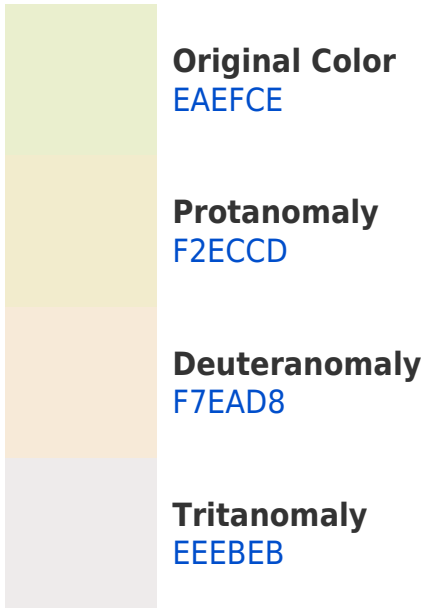 Original Color
EAEFCE
Protanomaly
F2ECCD
Deuteranomaly
F7EAD8
Tritanomaly
EEEBEB